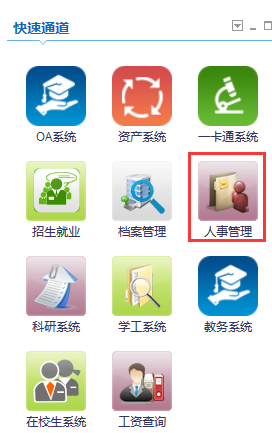 快速通道
OA系统
资产系统
一卡通系统
招生就业
档案管理
人事管理
科研系统
学工系统
教务系统
在校生系统
工资查询